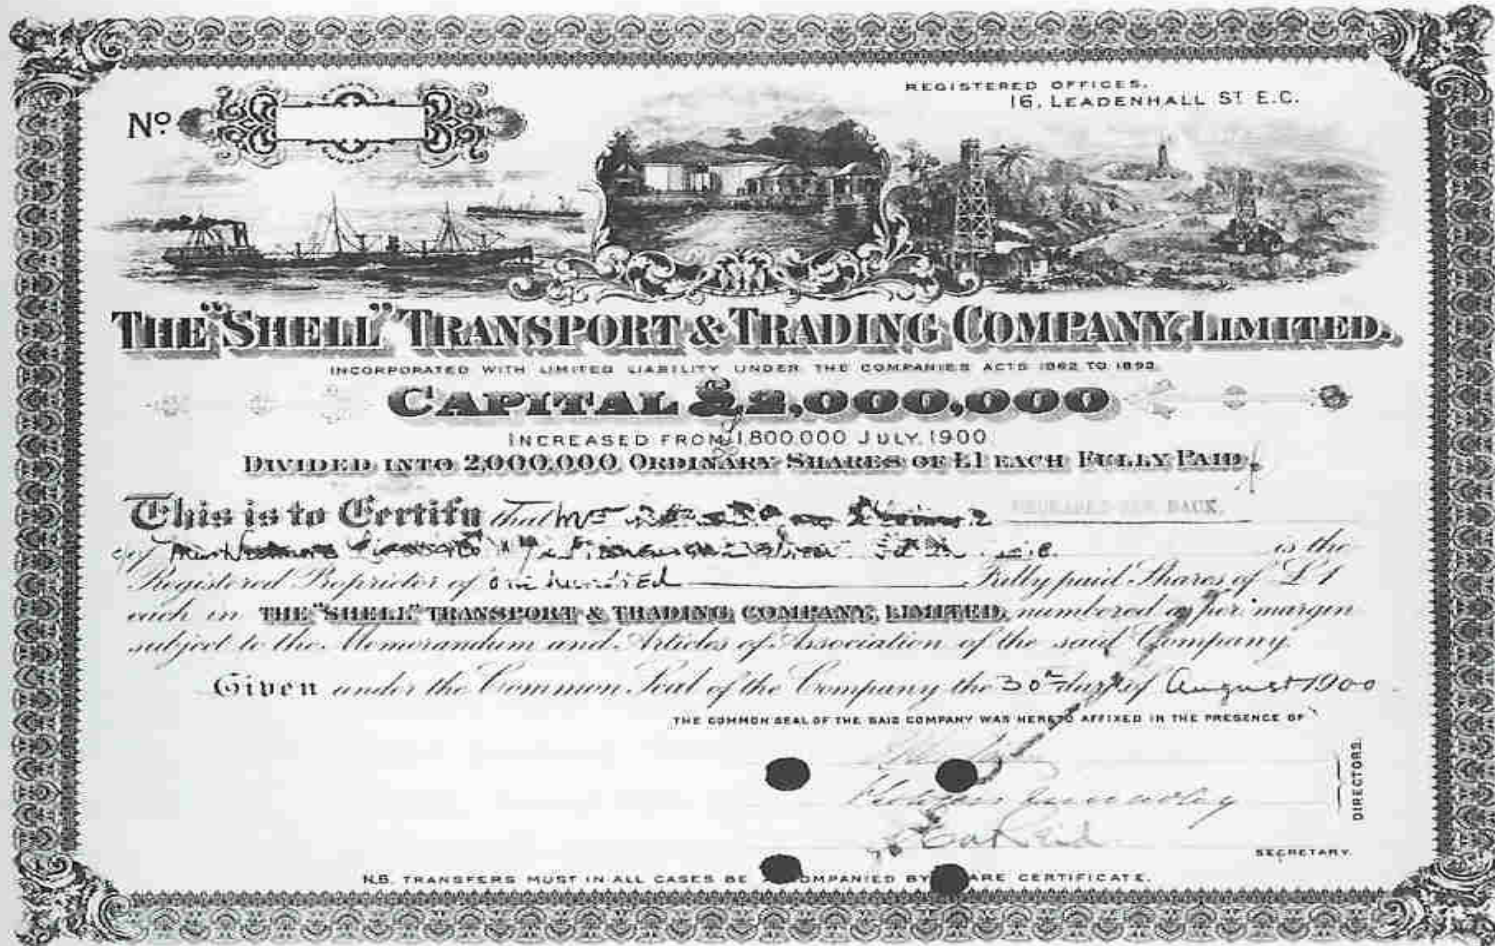 No.
REGISTERED OFFICES,
16, LEADENHALL ST E.C.
THE "SHELL" TRANSPORT & TRADING COMPANY, LIMITED.
INCORPORATED WITH LIMITED LIABILITY UNDER THE COMPANIES ACTS 1862 TO 1893
CAPITAL £2,000,000
INCREASED FROM £1,800,000 JULY, 1900
DIVIDED INTO 2,000,000 ORDINARY SHARES OF £1 EACH FULLY PAID,
This is to Certify that BACK.
of is the
Registered Proprietor of one hundred Fully paid Shares of £1
each in THE "SHELL" TRANSPORT & TRADING COMPANY, LIMITED, numbered as per margin
subject to the Memorandum and Articles of Association of the said Company.
Given under the Common Seal of the Company the 30th day of August 1900
THE COMMON SEAL OF THE SAID COMPANY WAS HERETO AFFIXED IN THE PRESENCE OF
DIRECTORS.
SECRETARY.
N.B. TRANSFERS MUST IN ALL CASES BE OMPANIED BY ARE CERTIFICATE.